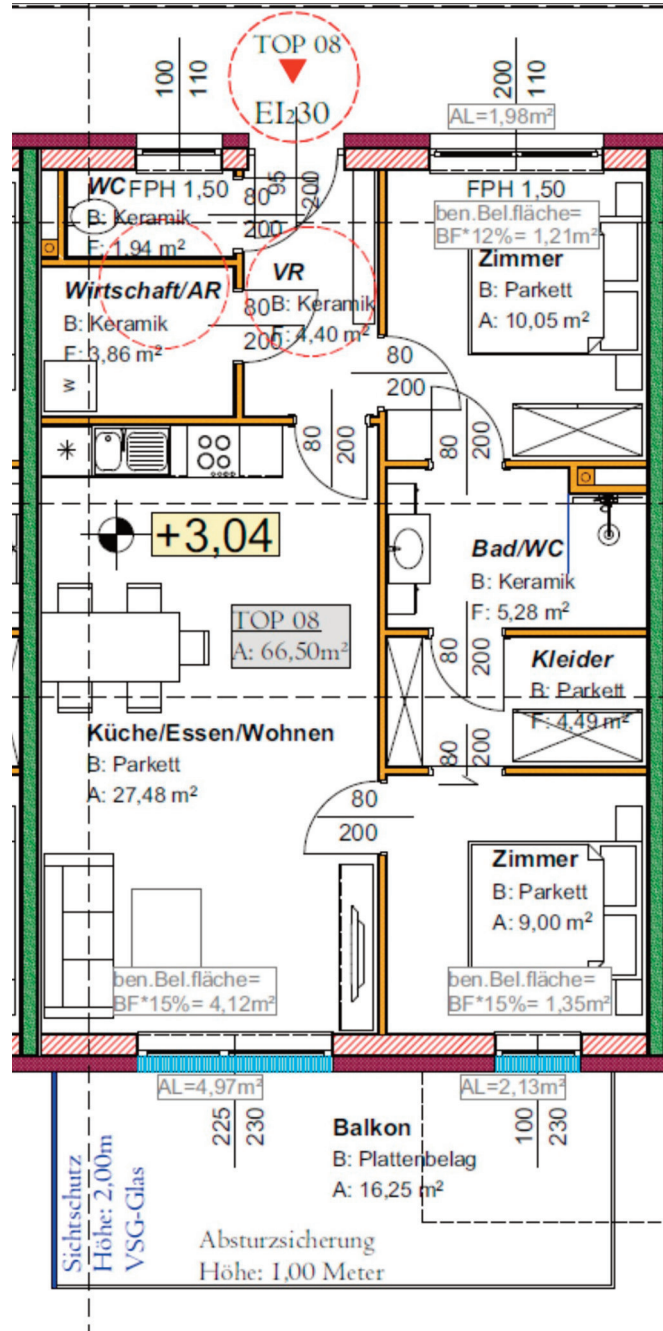 TOP 08
EI₂30
100
110
200
110
AL=1,98m²
WC
FPH 1,50
B: Keramik
F: 1,94 m²
80
200
95
200
FPH 1,50
ben.Bel.fläche=
BF*12%= 1,21m²
Zimmer
B: Parkett
A: 10,05 m²
Wirtschaft/AR
B: Keramik
F: 3,86 m²
W
80
200
VR
B: Keramik
F: 4,40 m²
80
200
80
200
80
200
+3,04
Bad/WC
B: Keramik
F: 5,28 m²
TOP 08
A: 66,50m²
80
200
Kleider
B: Parkett
F: 4,49 m²
Küche/Essen/Wohnen
B: Parkett
A: 27,48 m²
80
200
80
200
Zimmer
B: Parkett
A: 9,00 m²
ben.Bel.fläche=
BF*15%= 4,12m²
ben.Bel.fläche=
BF*15%= 1,35m²
AL=4,97m²
AL=2,13m²
225
230
100
230
Balkon
B: Plattenbelag
A: 16,25 m²
Sichtschutz
Höhe: 2,00m
VSG-Glas
Absturzsicherung
Höhe: 1,00 Meter